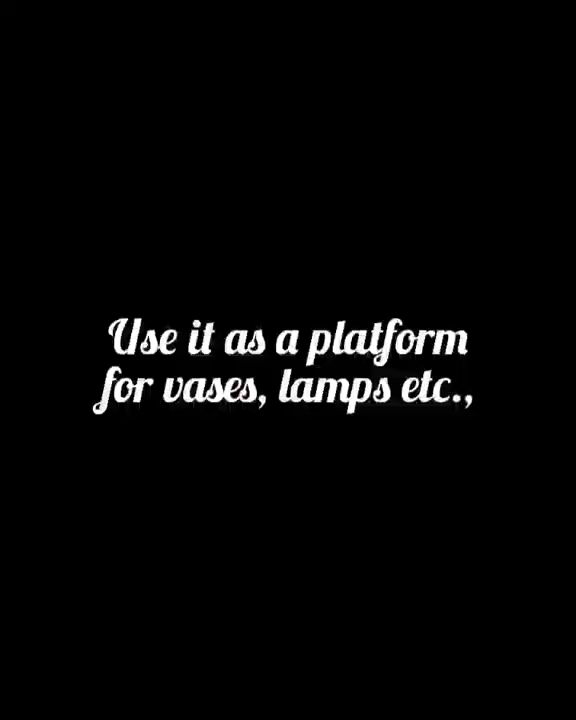 Use it as a platform
for vases, lamps etc.,